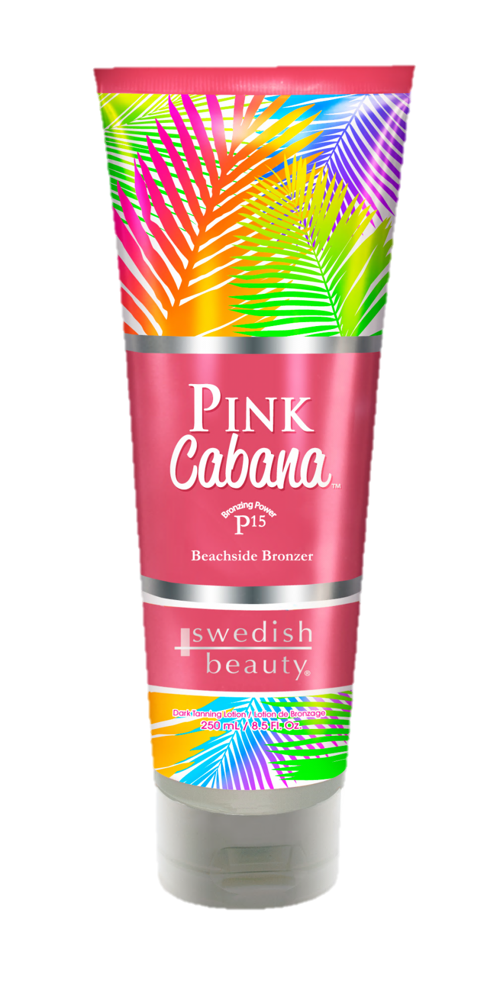 PINK
Cabana™
Bronzing Power
P15
Beachside Bronzer
swedish
beauty®
Dark Tanning Lotion / Lotion de Bronzage
250 mL / 8.5 Fl. Oz.